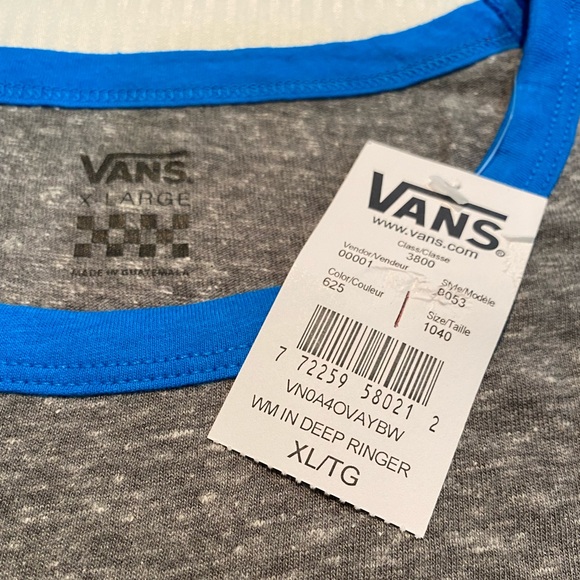 VANS
X-LARGE
MADE IN GUATEMALA
VANS®
www.vans.com
Class/Classe
3800
Vendor/Vendeur
00001
Style/Modèle
B053
Color/Couleur
625
Size/Taille
1040
7 72259 58021 2
VN0A4OVAYBW
WM IN DEEP RINGER
XL/TG